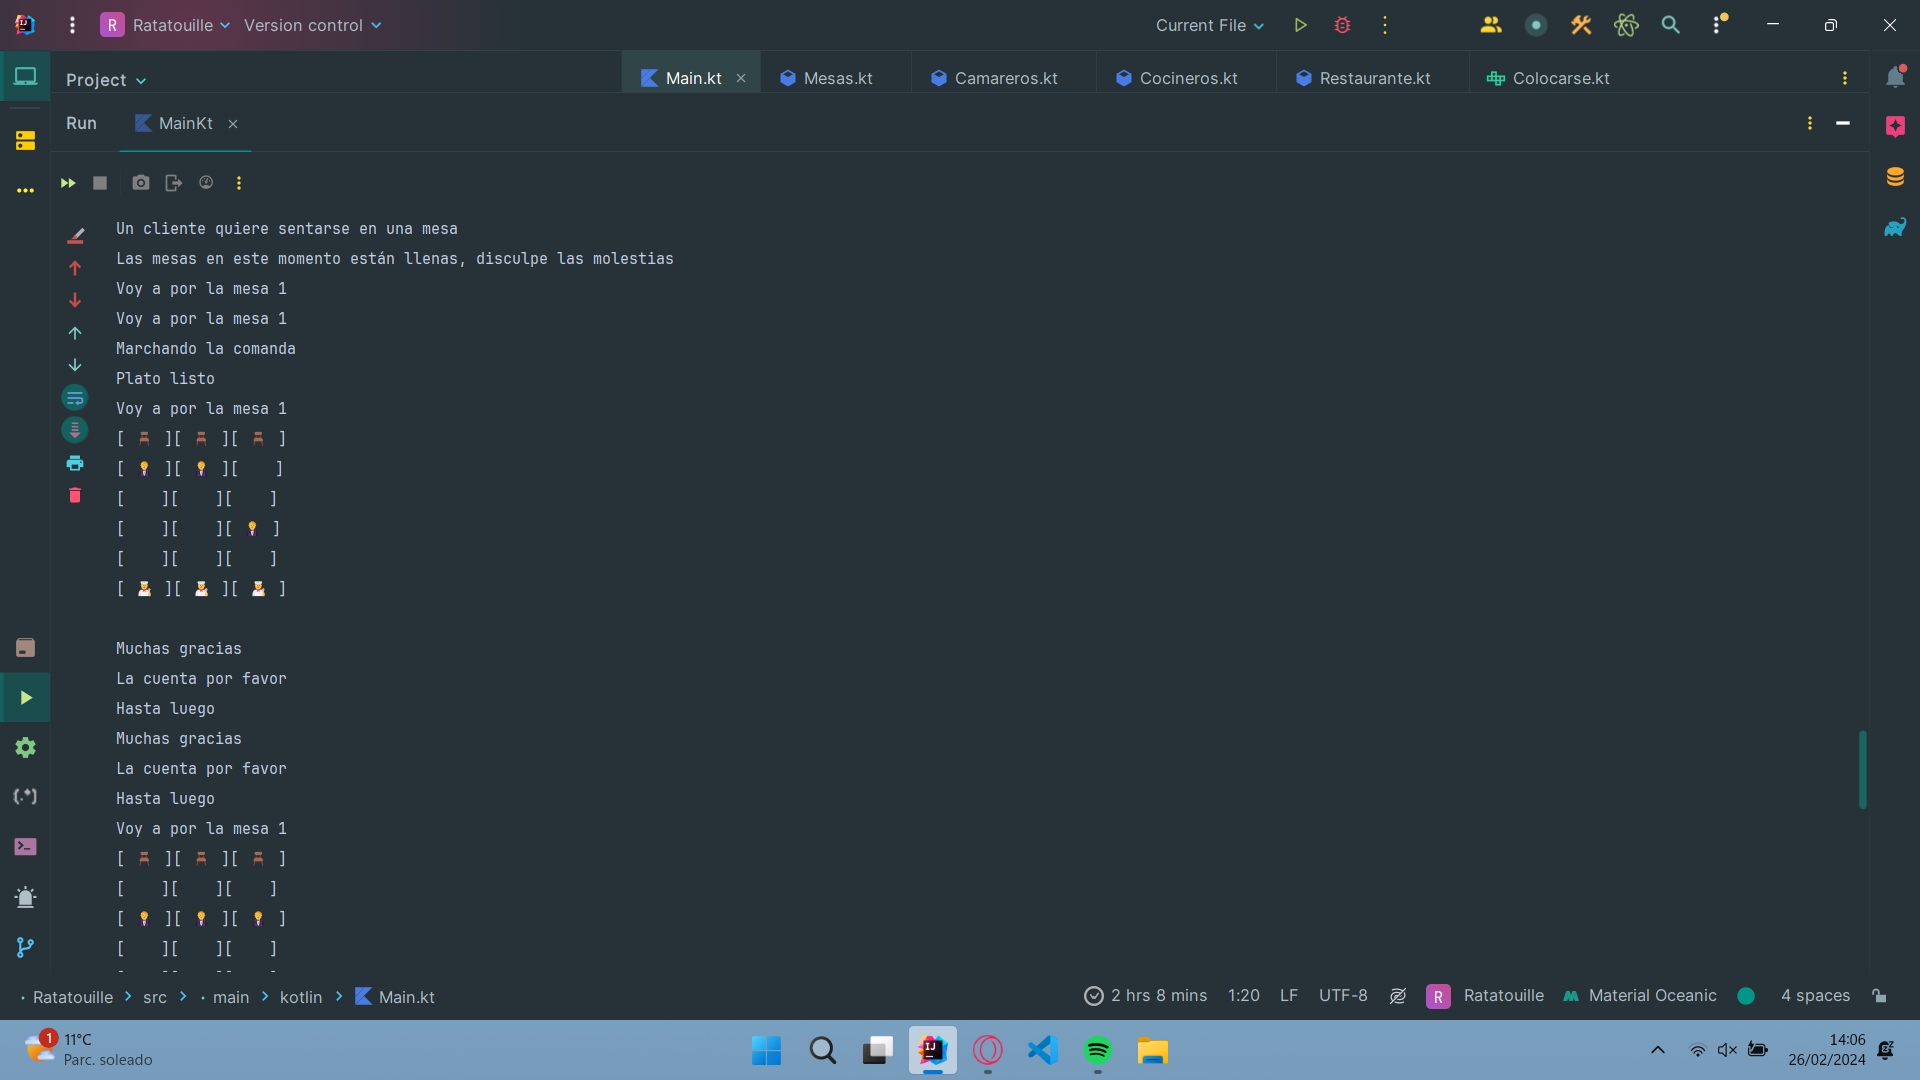 R Ratatouille Version control Current File
Project Main.kt Mesas.kt Camareros.kt Cocineros.kt Restaurante.kt Colocarse.kt
Run MainKt
Un cliente quiere sentarse en una mesa
Las mesas en este momento están llenas, disculpe las molestias
Voy a por la mesa 1
Voy a por la mesa 1
Marchando la comanda
Plato listo
Voy a por la mesa 1
[ 🪑 ][ 🪑 ][ 🪑 ]
[ 🤵 ][ 🤵 ][    ]
[    ][    ][    ]
[    ][    ][ 🤵 ]
[    ][    ][    ]
[ 👨‍🍳 ][ 👨‍🍳 ][ 👨‍🍳 ]
Muchas gracias
La cuenta por favor
Hasta luego
Muchas gracias
La cuenta por favor
Hasta luego
Voy a por la mesa 1
[ 🪑 ][ 🪑 ][ 🪑 ]
[    ][    ][    ]
[ 🤵 ][ 🤵 ][ 🤵 ]
[    ][    ][    ]
Ratatouille > src > main > kotlin > Main.kt 2 hrs 8 mins 1:20 LF UTF-8 R Ratatouille Material Oceanic 4 spaces
1 11°C
Parc. soleado
14:06
26/02/2024